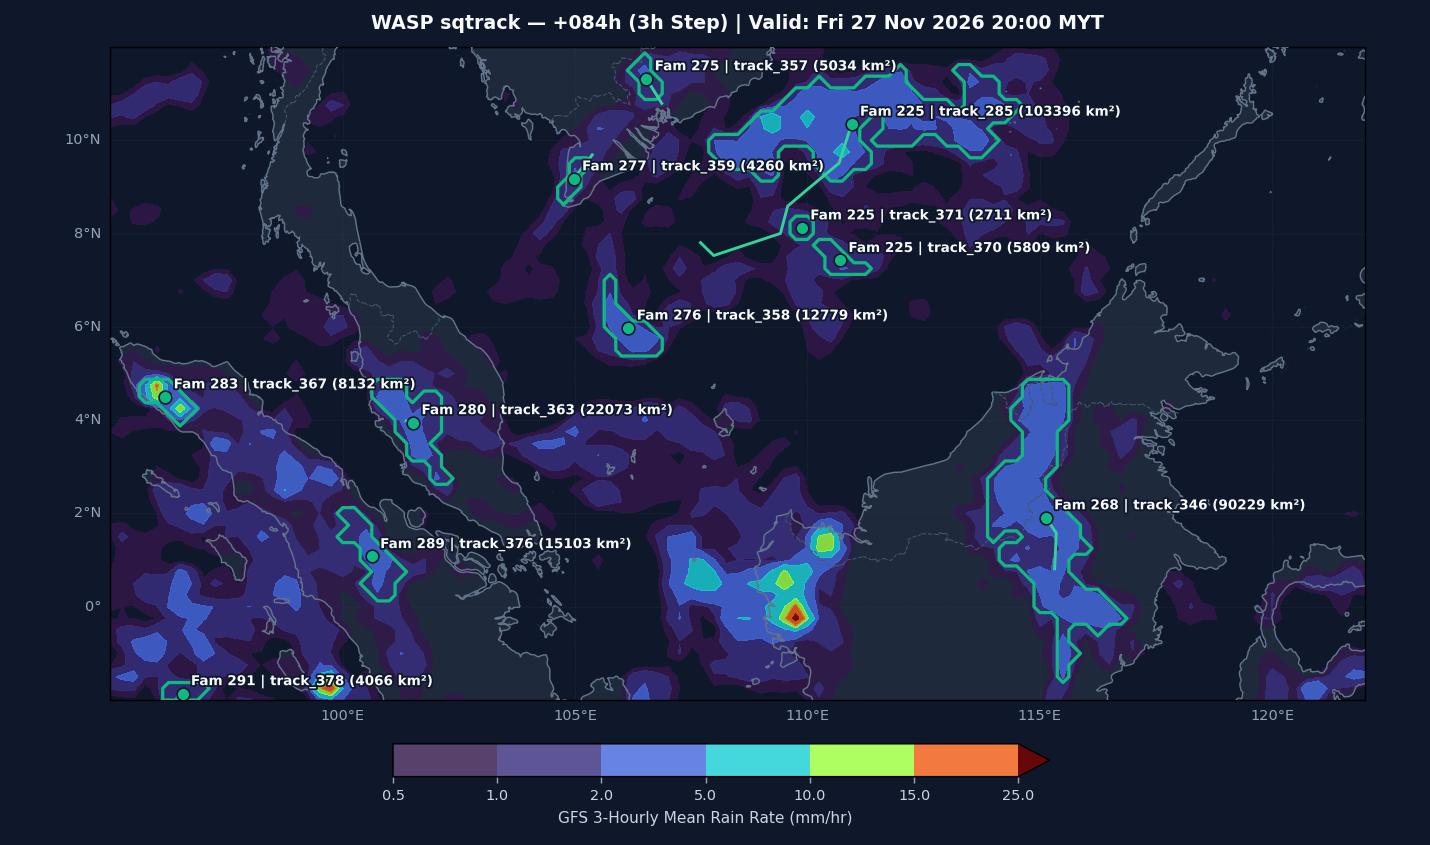 WASP sqtrack — +084h (3h Step) | Valid: Fri 27 Nov 2026 20:00 MYT
Fam 275 | track_357 (5034 km²)
Fam 225 | track_285 (103396 km²)
10°N
Fam 277 | track_359 (4260 km²)
Fam 225 | track_371 (2711 km²)
8°N
Fam 225 | track_370 (5809 km²)
Fam 276 | track_358 (12779 km²)
6°N
Fam 283 | track_367 (8132 km²)
Fam 280 | track_363 (22073 km²)
4°N
Fam 268 | track_346 (90229 km²)
2°N
Fam 289 | track_376 (15103 km²)
0°
Fam 291 | track_378 (4066 km²)
100°E 105°E 110°E 115°E 120°E
0.5 1.0 2.0 5.0 10.0 15.0 25.0
GFS 3-Hourly Mean Rain Rate (mm/hr)